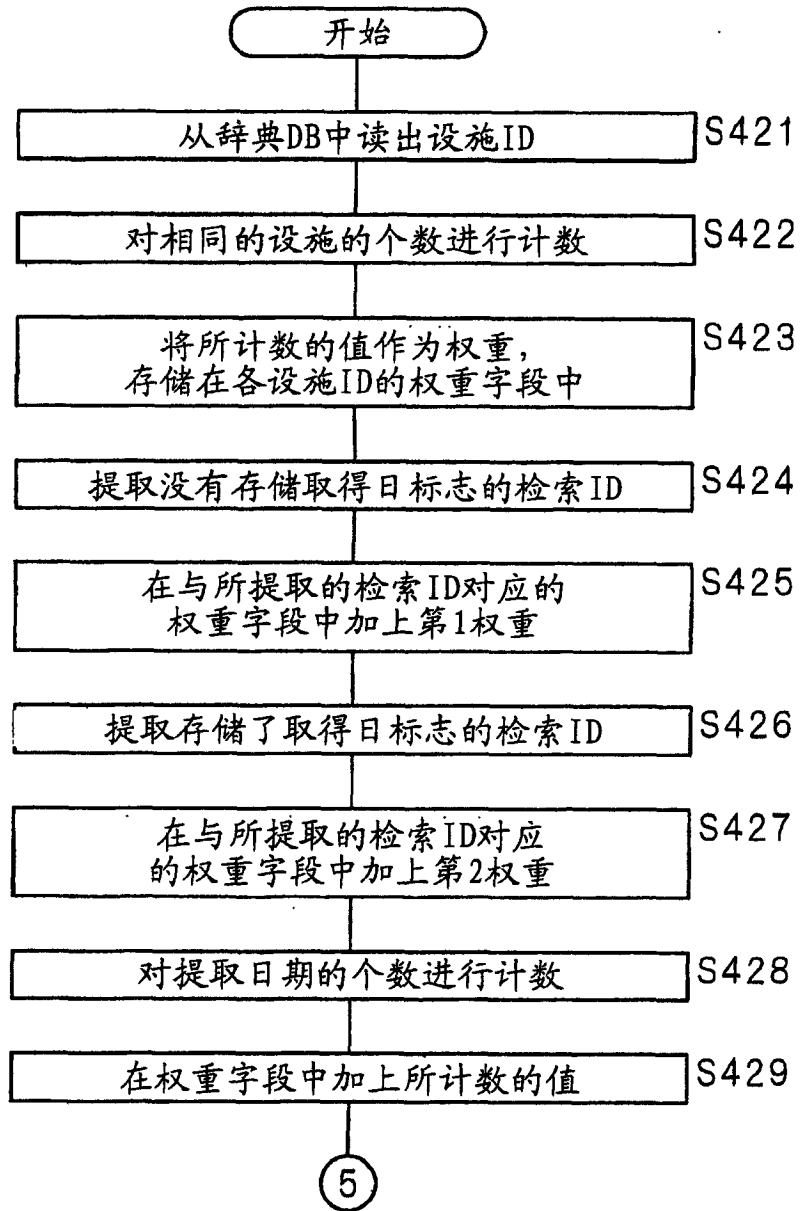 开始
从辞典DB中读出设施ID S421
对相同的设施的个数进行计数 S422
将所计数的值作为权重， S423
存储在各设施ID的权重字段中
提取没有存储取得日标志的检索ID S424
在与所提取的检索ID对应的 S425
权重字段中加上第1权重
提取存储了取得日标志的检索ID S426
在与所提取的检索ID对应 S427
的权重字段中加上第2权重
对提取日期的个数进行计数 S428
在权重字段中加上所计数的值 S429
5